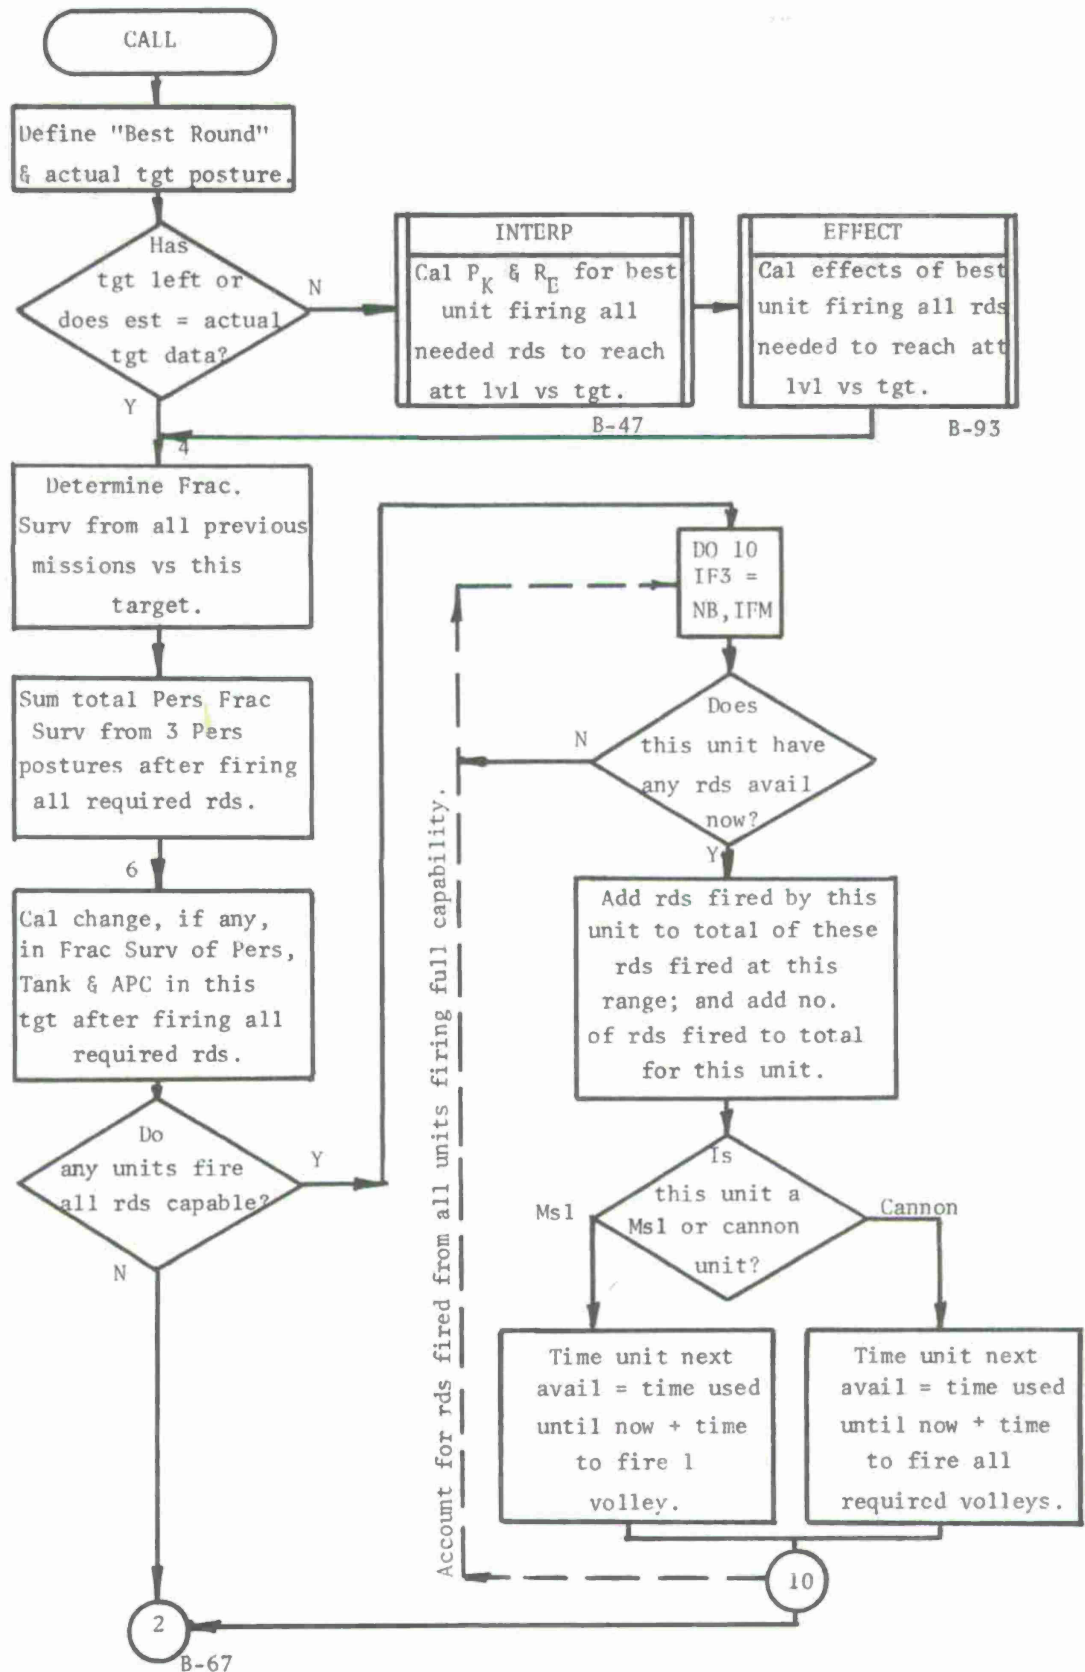 CALL
Define "Best Round"
& actual tgt posture.
Has
tgt left or
does est = actual
tgt data?
N
Y
INTERP
Cal P_K & R_E for best
unit firing all
needed rds to reach
att lvl vs tgt.
B-47
EFFECT
Cal effects of best
unit firing all rds
needed to reach att
lvl vs tgt.
B-93
4
Determine Frac.
Surv from all previous
missions vs this
target.
Sum total Pers Frac
Surv from 3 Pers
postures after firing
all required rds.
6
Cal change, if any,
in Frac Surv of Pers,
Tank & APC in this
tgt after firing all
required rds.
Do
any units fire
all rds capable?
Y
N
Account for rds fired from all units firing full capability.
DO 10
IF3 =
NB,IFM
Does
this unit have
any rds avail
now?
N
Y
Add rds fired by this
unit to total of these
rds fired at this
range; and add no.
of rds fired to total
for this unit.
Is
this unit a
Msl or cannon
unit?
Msl
Cannon
Time unit next
avail = time used
until now + time
to fire 1
volley.
Time unit next
avail = time used
until now + time
to fire all
required volleys.
10
2
B-67